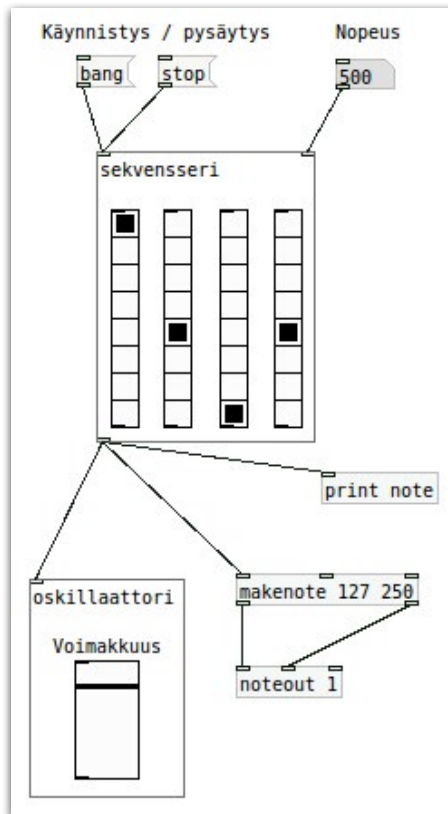 Käynnistys / pysäytys
Nopeus
bang
stop
500
sekvensseri
print note
oskillaattori
makenote 127 250
Voimakkuus
noteout 1